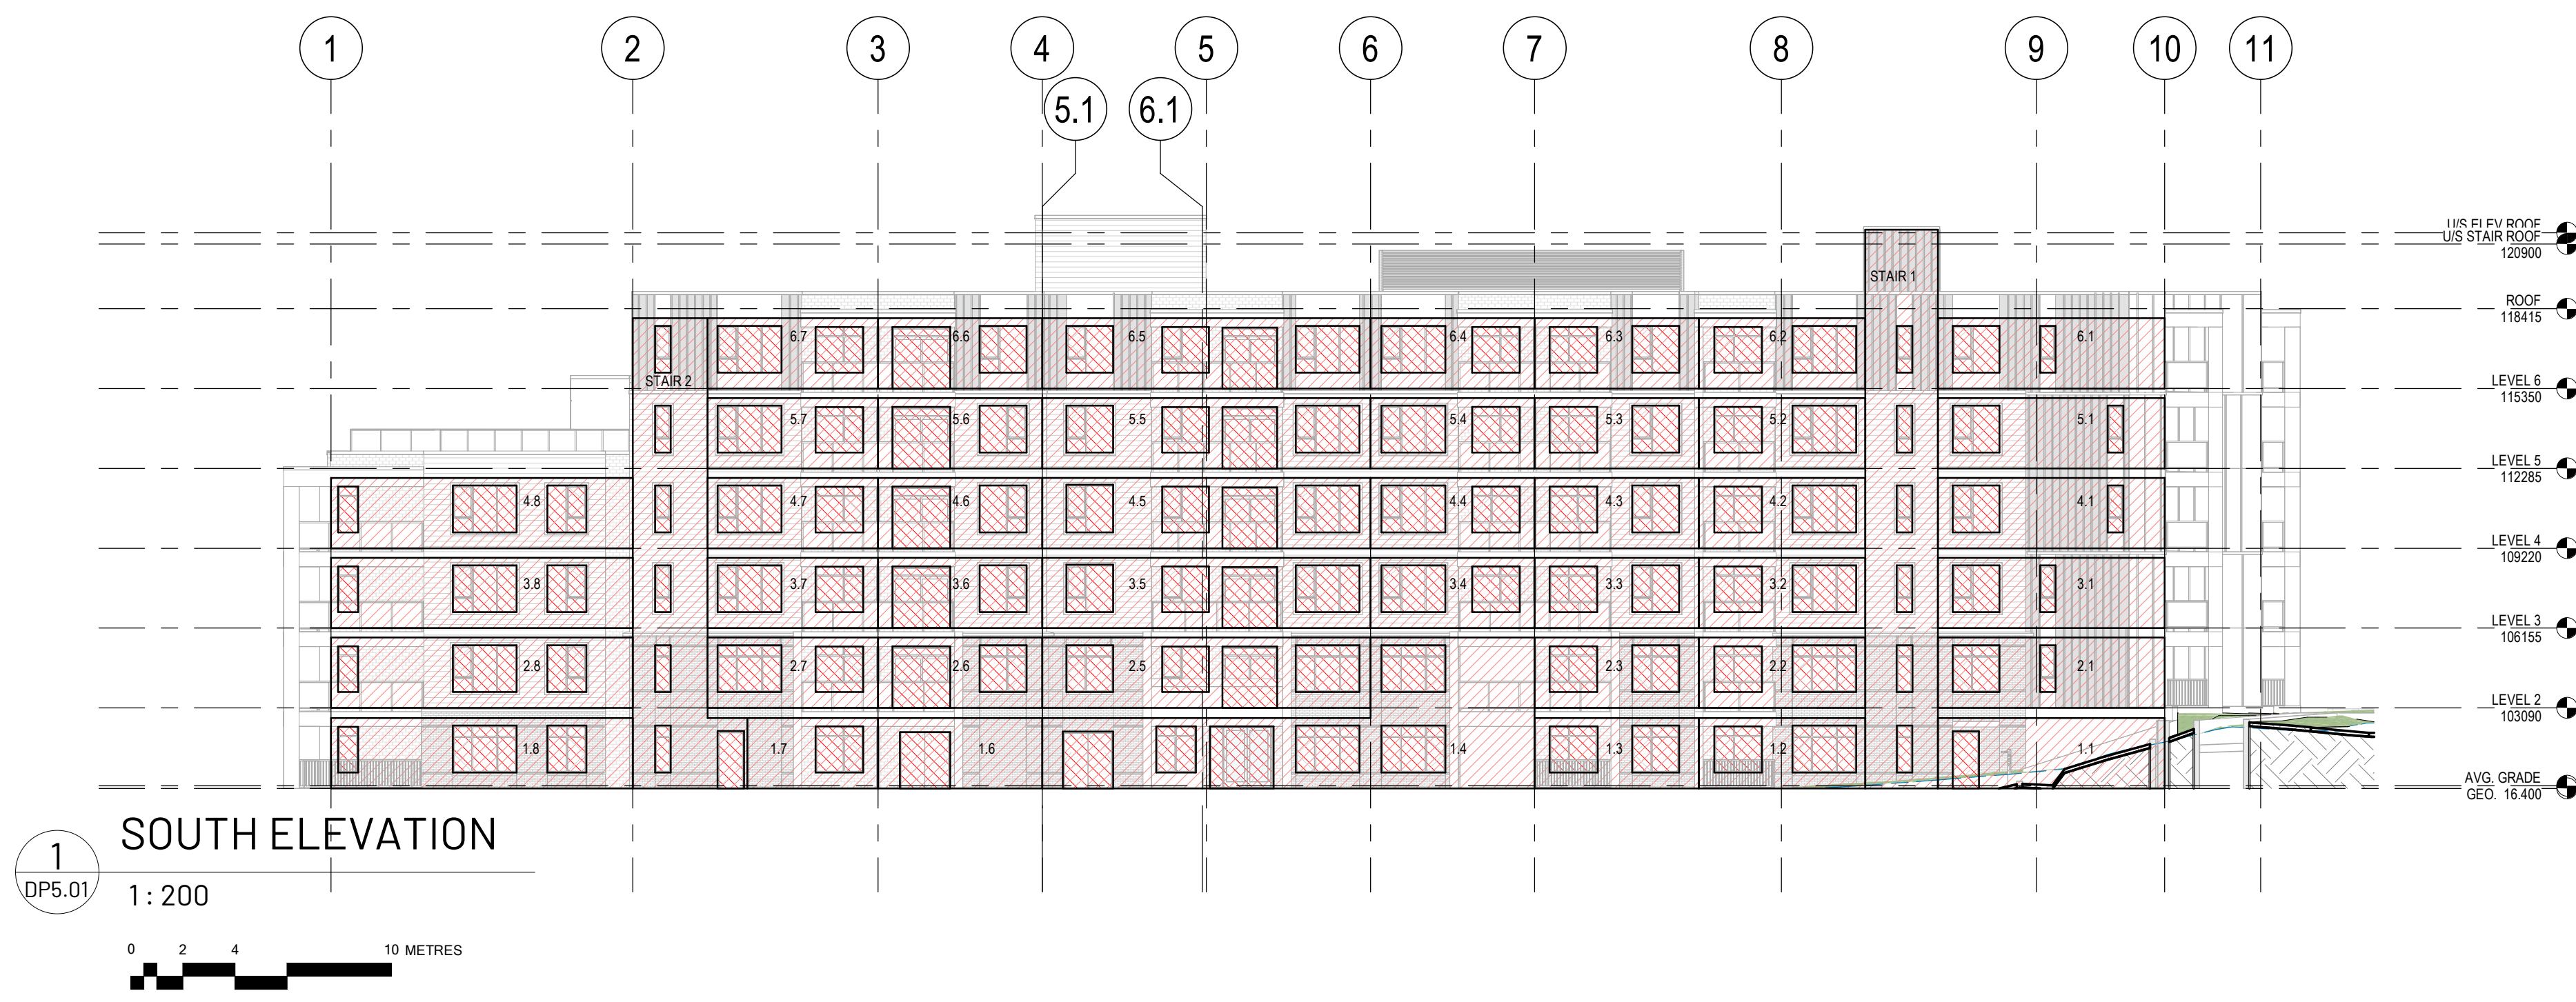 1 2 3 4 5 6 7 8 9 10 11
5.1 6.1
U/S ELEV ROOF
U/S STAIR ROOF
120900
STAIR 1
ROOF
118415
6.7 6.6 6.5 6.4 6.3 6.2 6.1
STAIR 2
LEVEL 6
115350
5.7 5.6 5.5 5.4 5.3 5.2 5.1
LEVEL 5
112285
4.8 4.7 4.6 4.5 4.4 4.3 4.2 4.1
LEVEL 4
109220
3.8 3.7 3.6 3.5 3.4 3.3 3.2 3.1
LEVEL 3
106155
2.8 2.7 2.6 2.5 2.3 2.2 2.1
LEVEL 2
103090
1.8 1.7 1.6 1.4 1.3 1.2 1.1
AVG. GRADE
GEO. 16.400
SOUTH ELEVATION
1
DP5.01
1 : 200
0 2 4 10 METRES